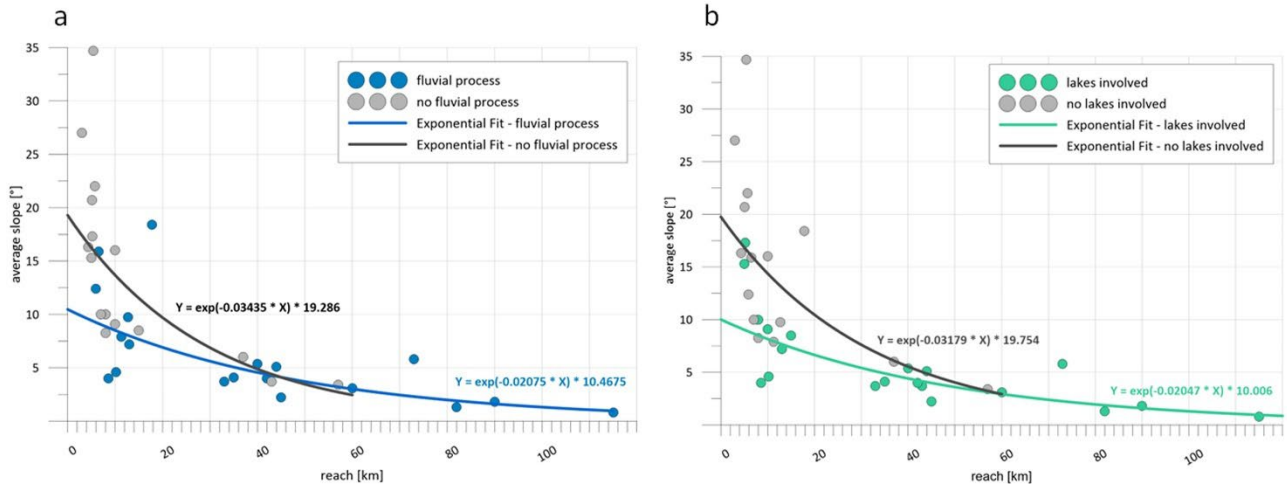 a
35
30
25
20
15
10
5
average slope [°]
fluvial process
no fluvial process
Exponential Fit - fluvial process
Exponential Fit - no fluvial process
Y = exp(-0.03435 * X) * 19.286
Y = exp(-0.02075 * X) * 10.4675
0
20
40
60
80
100
reach [km]
b
35
30
25
20
15
10
5
average slope [°]
lakes involved
no lakes involved
Exponential Fit - lakes involved
Exponential Fit - no lakes involved
Y = exp(-0.03179 * X) * 19.754
Y = exp(-0.02047 * X) * 10.006
0
20
40
60
80
100
reach [km]